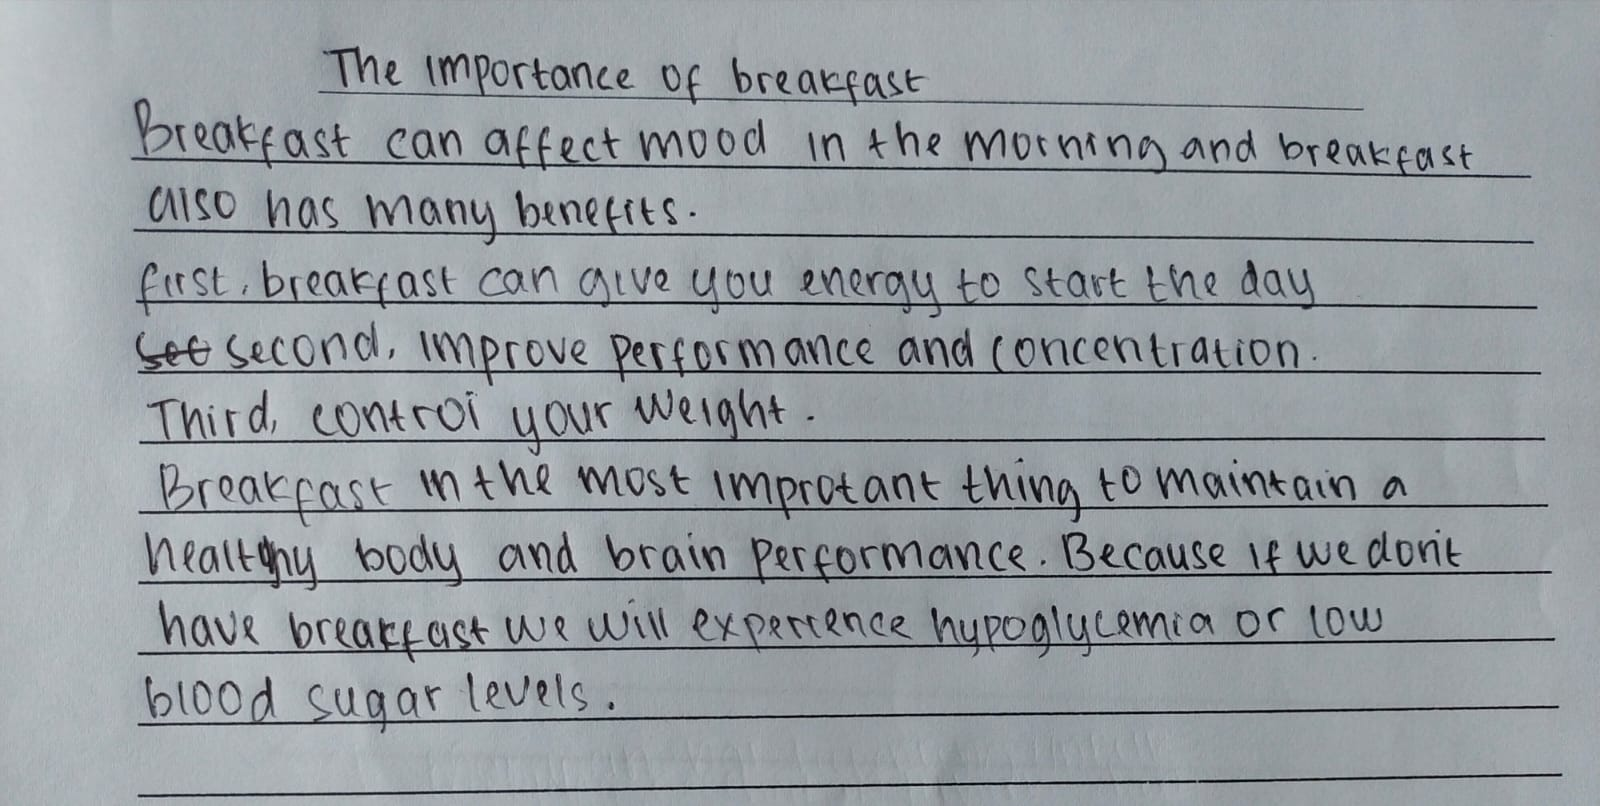 The importance of breakfast
Breakfast can affect mood in the morning and breakfast
also has many benefits.
first, breakfast can give you energy to start the day
set second, improve performance and concentration.
Third, control your weight.
Breakfast in the most improtant thing to maintain a
healthy body and brain performance. Because if we don't
have breakfast we will experience hypoglycemia or low
blood sugar levels.